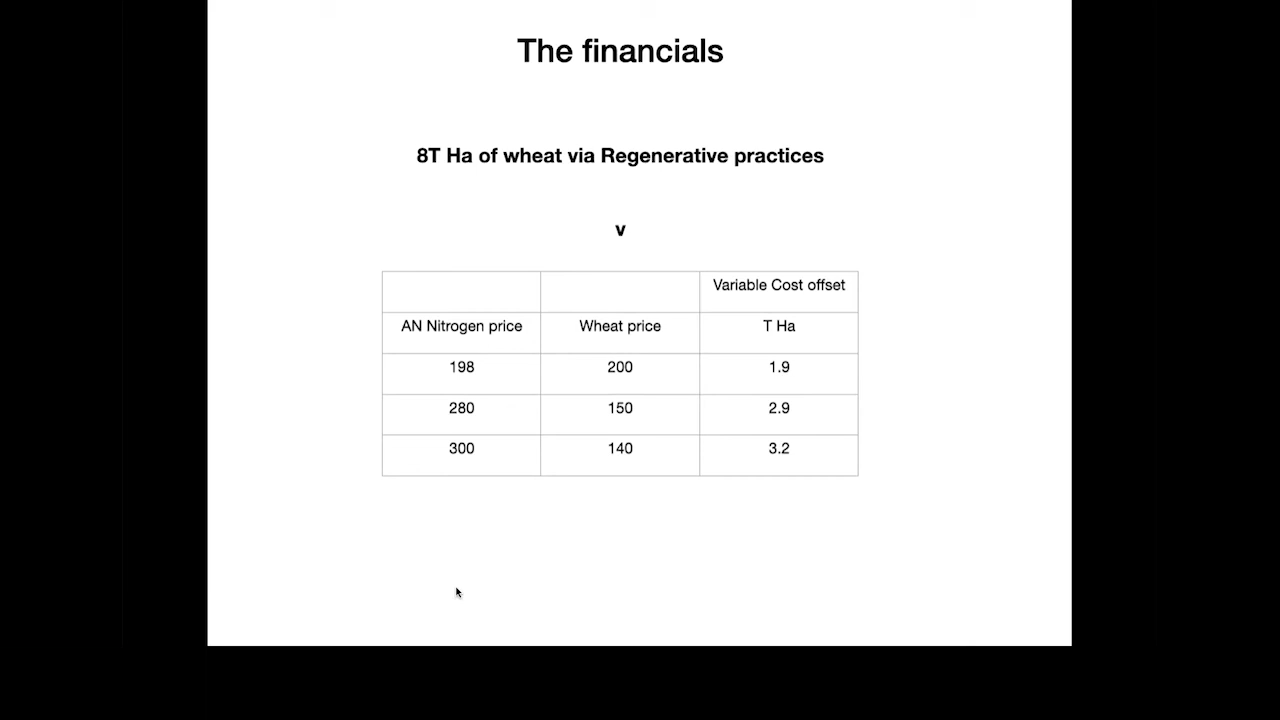 The financials
8T Ha of wheat via Regenerative practices
v
Variable Cost offset
AN Nitrogen price Wheat price T Ha
198 200 1.9
280 150 2.9
300 140 3.2